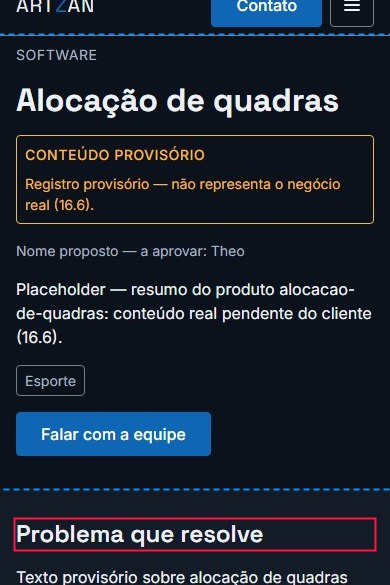 ARTZAN
Contato
SOFTWARE
Alocação de quadras
CONTEÚDO PROVISÓRIO
Registro provisório — não representa o negócio
real (16.6).
Nome proposto — a aprovar: Theo
Placeholder — resumo do produto alocacao-
de-quadras: conteúdo real pendente do cliente
(16.6).
Esporte
Falar com a equipe
Problema que resolve
Texto provisório sobre alocação de quadras